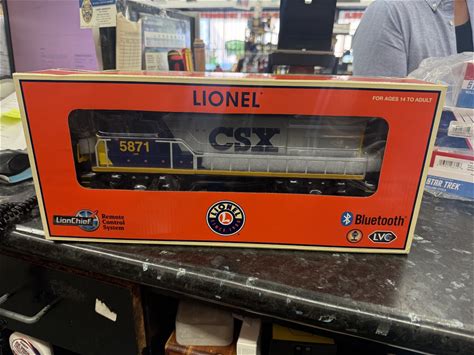 LIONEL
FOR AGES 14 TO ADULT
CSX
5871
LionChief
Remote
Control
System
LIONEL
L
Bluetooth
LVC
STAR TREK